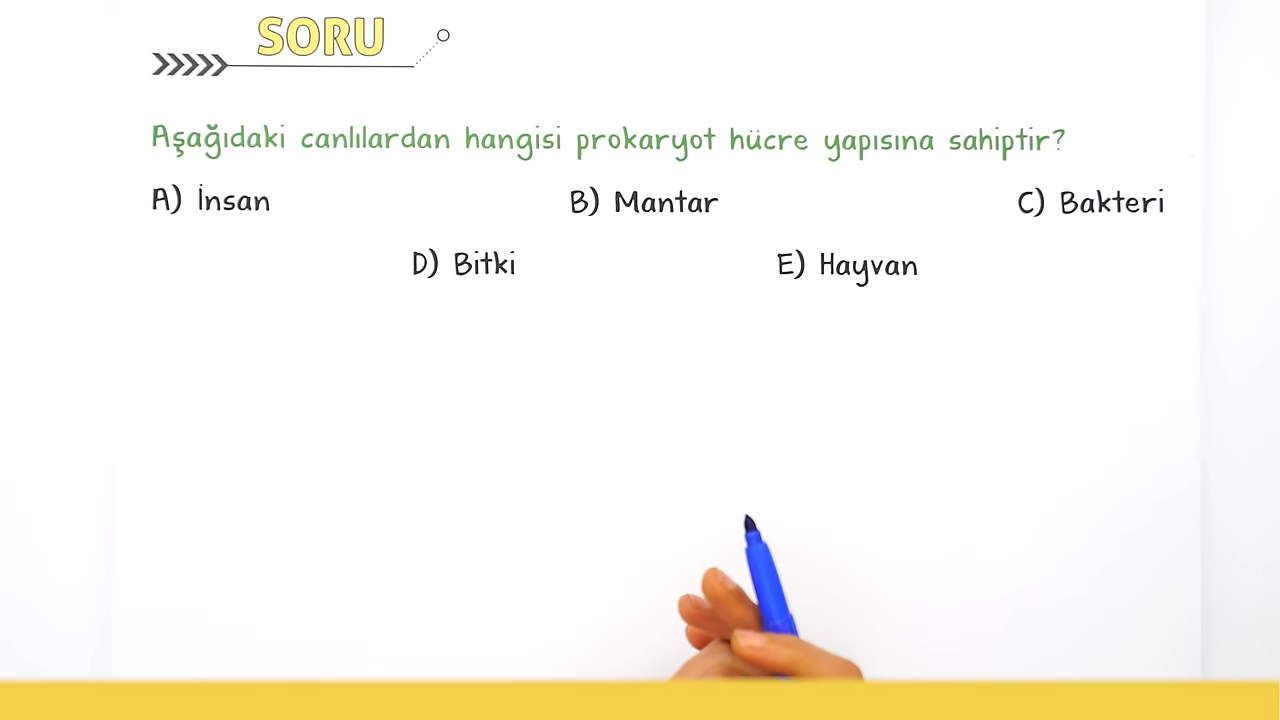 SORU
Aşağıdaki canlılardan hangisi prokaryot hücre yapısına sahiptir?
A) İnsan B) Mantar C) Bakteri
D) Bitki E) Hayvan